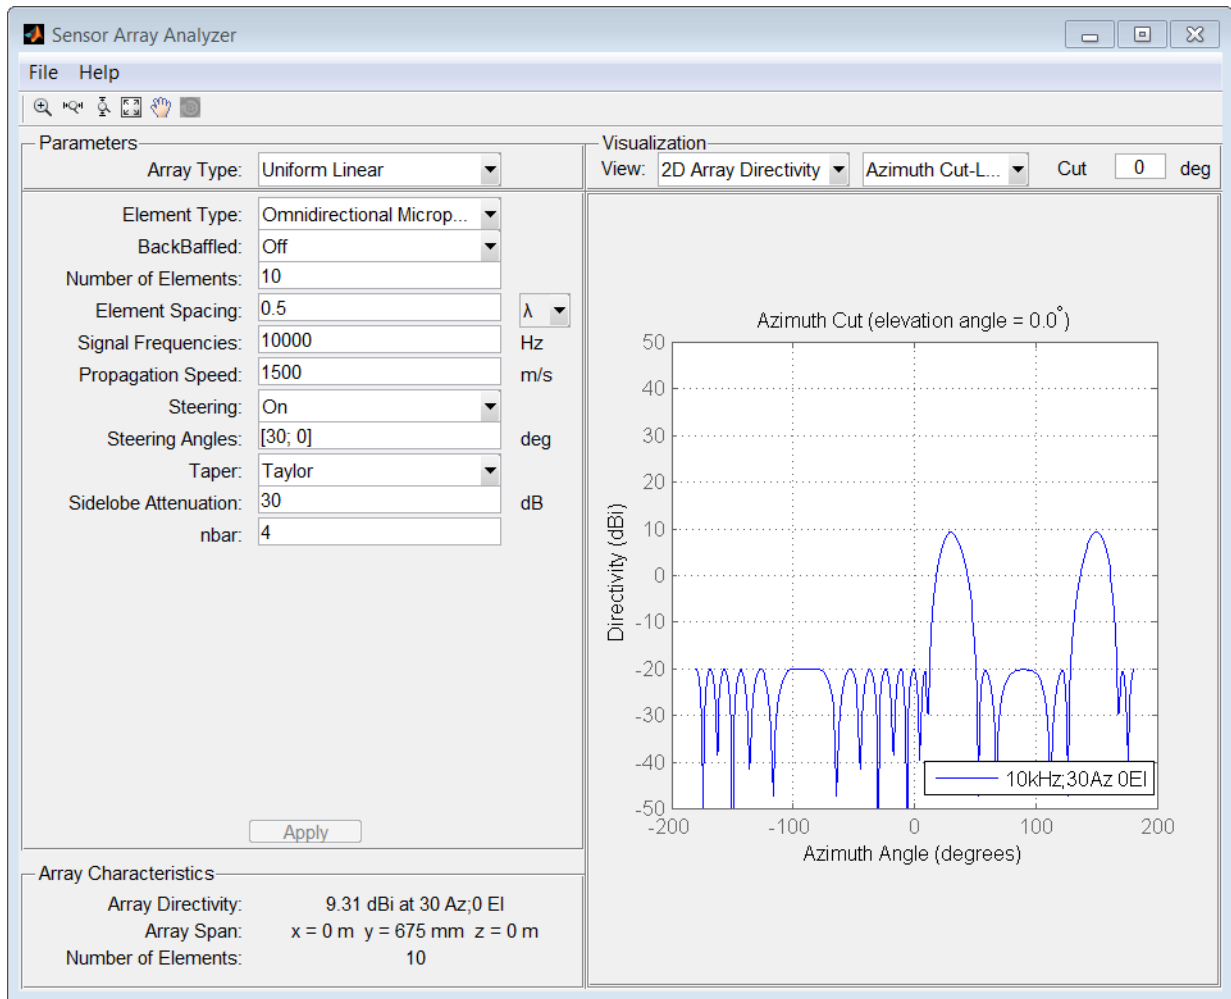 Sensor Array Analyzer
File Help
Parameters
Array Type: Uniform Linear
Element Type: Omnidirectional Microp...
BackBaffled: Off
Number of Elements: 10
Element Spacing: 0.5 λ
Signal Frequencies: 10000 Hz
Propagation Speed: 1500 m/s
Steering: On
Steering Angles: [30; 0] deg
Taper: Taylor
Sidelobe Attenuation: 30 dB
nbar: 4
Apply
Array Characteristics
Array Directivity: 9.31 dBi at 30 Az;0 El
Array Span: x = 0 m y = 675 mm z = 0 m
Number of Elements: 10
Visualization
View: 2D Array Directivity Azimuth Cut-L... Cut 0 deg
Azimuth Cut (elevation angle = 0.0°)
Directivity (dBi)
50
40
30
20
10
0
-10
-20
-30
-40
-50
10kHz;30Az 0El
-200 -100 0 100 200
Azimuth Angle (degrees)